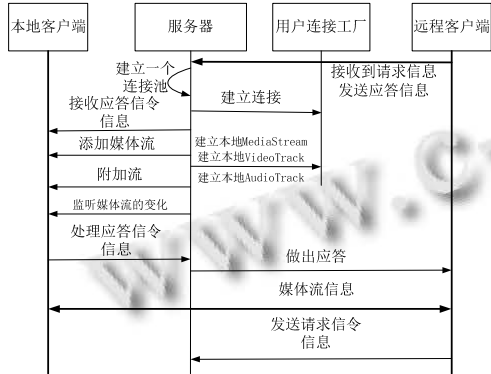 本地客户端
服务器
用户连接工厂
远程客户端
建立一个
连接池
接收到请求信息
发送应答信息
建立连接
接收应答信令
信息
添加媒体流
建立本地MediaStream
建立本地VideoTrack
附加流
建立本地AudioTrack
监听媒体流的变化
处理应答信令
信息
做出应答
媒体流信息
发送请求信令
信息
www.c